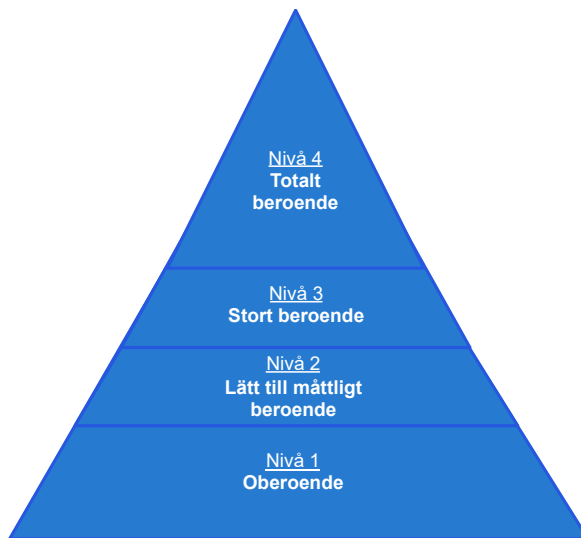 Nivå 4
Totalt
beroende
Nivå 3
Stort beroende
Nivå 2
Lätt till måttligt
beroende
Nivå 1
Oberoende